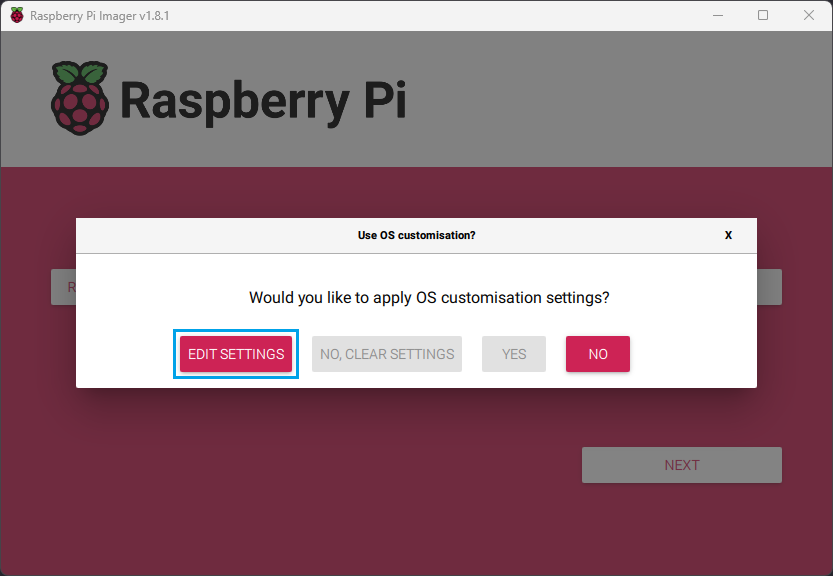 Raspberry Pi Imager v1.8.1
Raspberry Pi
Use OS customisation?
X
Would you like to apply OS customisation settings?
EDIT SETTINGS
NO, CLEAR SETTINGS
YES
NO
NEXT